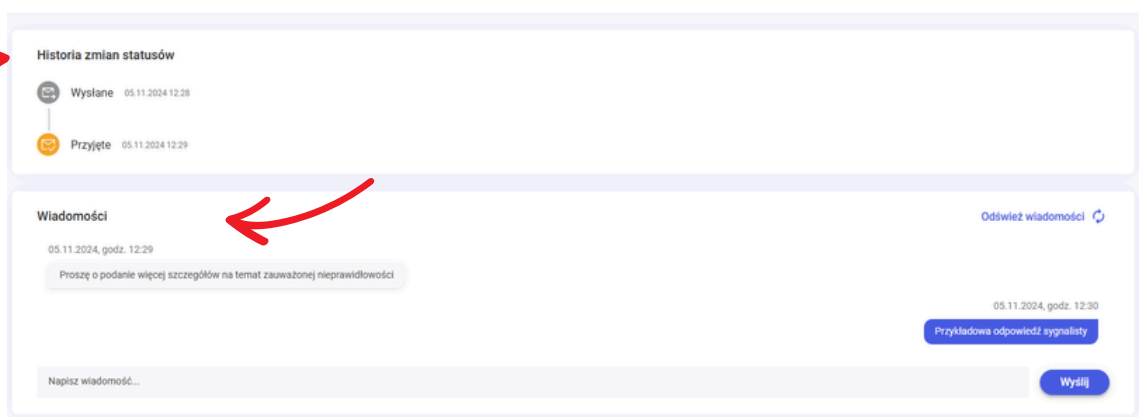 Historia zmian statusów
Wysłane 05.11.2024 12:28
Przyjęte 05.11.2024 12:29
Wiadomości
Odśwież wiadomości
05.11.2024, godz. 12:29
Proszę o podanie więcej szczegółów na temat zauważonej nieprawidłowości
05.11.2024, godz. 12:30
Przykładowa odpowiedź sygnalisty
Napisz wiadomość...
Wyślij